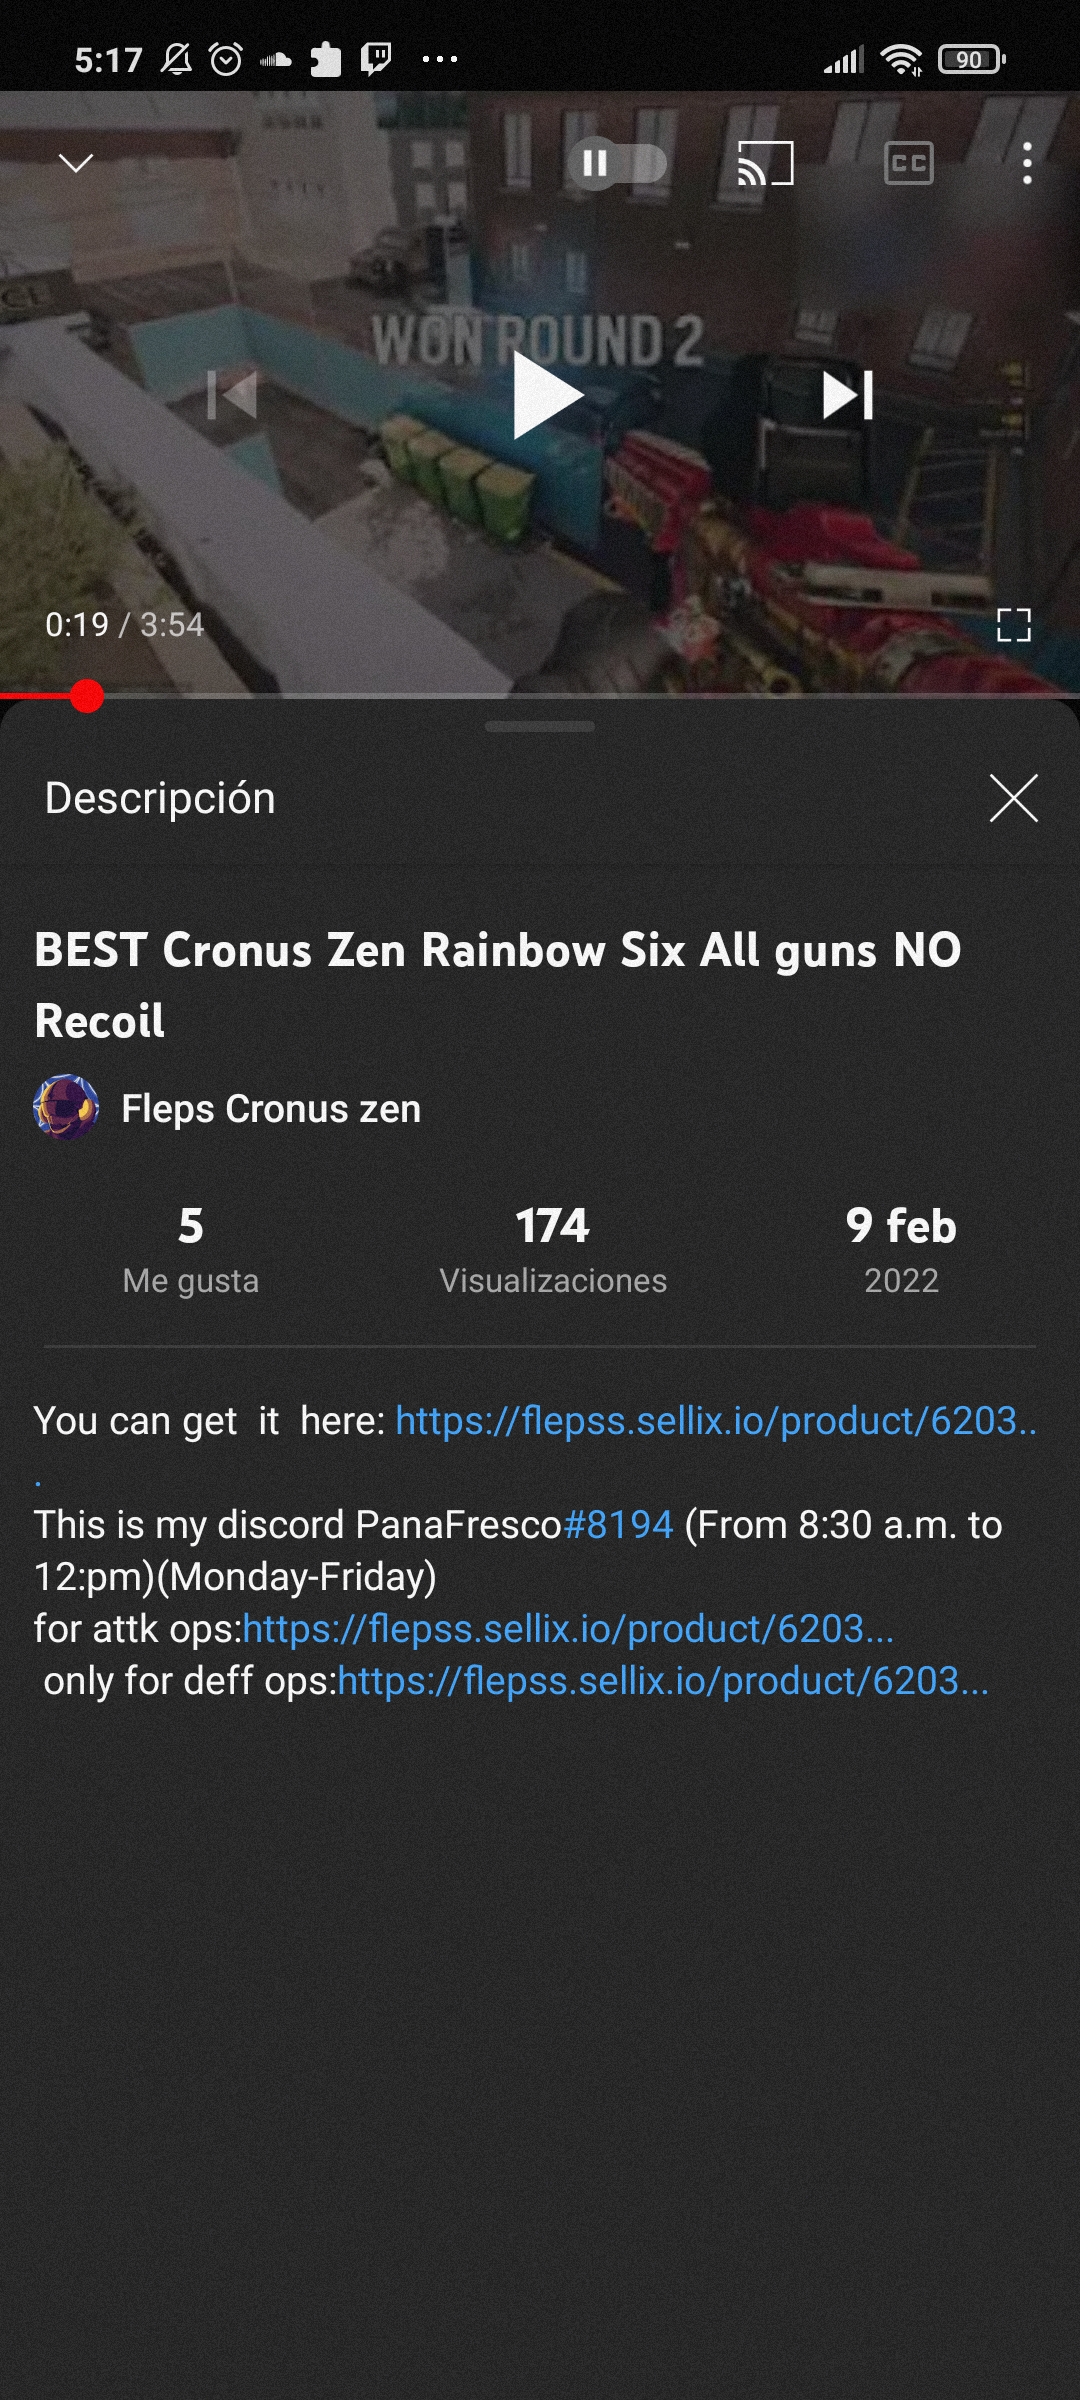 5:17
90
CC
WON ROUND 2
0:19 / 3:54
Descripción
BEST Cronus Zen Rainbow Six All guns NO
Recoil
Fleps Cronus zen
5 174 9 feb
Me gusta Visualizaciones 2022
You can get it here: https://flepss.sellix.io/product/6203..
.
This is my discord PanaFresco#8194 (From 8:30 a.m. to
12:pm)(Monday-Friday)
for attk ops:https://flepss.sellix.io/product/6203...
only for deff ops:https://flepss.sellix.io/product/6203...